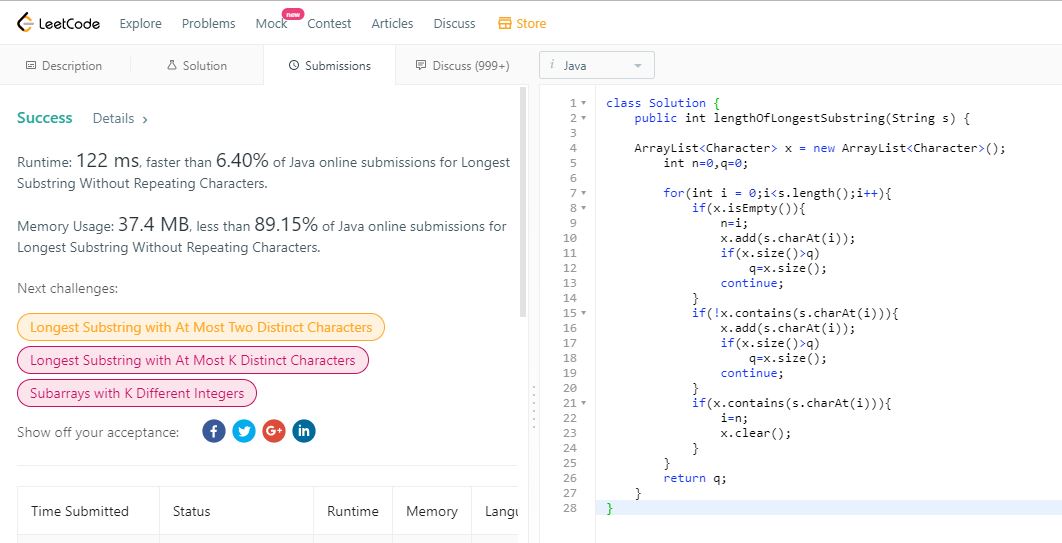 LeetCode Explore Problems Mock new Contest Articles Discuss Store
Description Solution Submissions Discuss (999+)
i Java
Success Details >
Runtime: 122 ms, faster than 6.40% of Java online submissions for Longest
Substring Without Repeating Characters.
Memory Usage: 37.4 MB, less than 89.15% of Java online submissions for
Longest Substring Without Repeating Characters.
Next challenges:
Longest Substring with At Most Two Distinct Characters
Longest Substring with At Most K Distinct Characters
Subarrays with K Different Integers
Show off your acceptance: f G+ in
Time Submitted Status Runtime Memory Langu
1 class Solution {
2 public int lengthOfLongestSubstring(String s) {
3
4 ArrayList<Character> x = new ArrayList<Character>();
5 int n=0,q=0;
6
7 for(int i = 0;i<s.length();i++){
8 if(x.isEmpty()){
9 n=i;
10 x.add(s.charAt(i));
11 if(x.size()>q)
12 q=x.size();
13 continue;
14 }
15 if(!x.contains(s.charAt(i))){
16 x.add(s.charAt(i));
17 if(x.size()>q)
18 q=x.size();
19 continue;
20 }
21 if(x.contains(s.charAt(i))){
22 i=n;
23 x.clear();
24 }
25 }
26 return q;
27 }
28 }